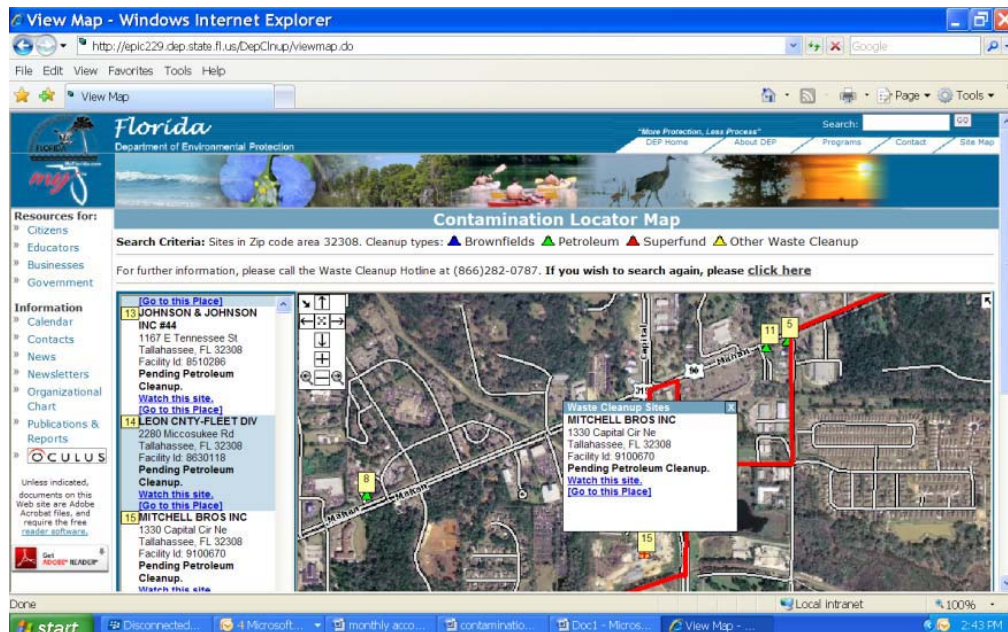 View Map - Windows Internet Explorer
http://epic229.dep.state.fl.us/DepClnup/viewmap.do
Google
File Edit View Favorites Tools Help
View Map
Page Tools
Florida
Department of Environmental Protection
"More Protection, Less Process"
Search: GO
DEP Home About DEP Programs Contact Site Map
Contamination Locator Map
Resources for:
Citizens
Educators
Businesses
Government
Information
Calendar
Contacts
News
Newsletters
Organizational
Chart
Publications &
Reports
OCULUS
Unless indicated,
documents on this
Web site are Adobe
Acrobat files, and
require the free
reader software.
Get
ADOBE® READER®
Search Criteria: Sites in Zip code area 32308. Cleanup types: Brownfields Petroleum Superfund Other Waste Cleanup
For further information, please call the Waste Cleanup Hotline at (866)282-0787. If you wish to search again, please click here
[Go to this Place]
13 JOHNSON & JOHNSON
INC #44
1167 E Tennessee St
Tallahassee, FL 32308
Facility Id: 8510286
Pending Petroleum
Cleanup.
Watch this site.
[Go to this Place]
14 LEON CNTY-FLEET DIV
2280 Miccosukee Rd
Tallahassee, FL 32308
Facility Id: 8630118
Pending Petroleum
Cleanup.
Watch this site.
[Go to this Place]
15 MITCHELL BROS INC
1330 Capital Cir Ne
Tallahassee, FL 32308
Facility Id: 9100670
Pending Petroleum
Cleanup.
Watch this site.
Capital
11
5
90
Mahan
319
8
Mahan
Waste Cleanup Sites X
MITCHELL BROS INC
1330 Capital Cir Ne
Tallahassee, FL 32308
Facility Id: 9100670
Pending Petroleum Cleanup.
Watch this site.
[Go to this Place]
15
Done
Local intranet
100%
start
Disconnected...
4 Microsoft...
monthly acco...
contaminatio...
Doc1 - Micros...
View Map - ...
2:43 PM